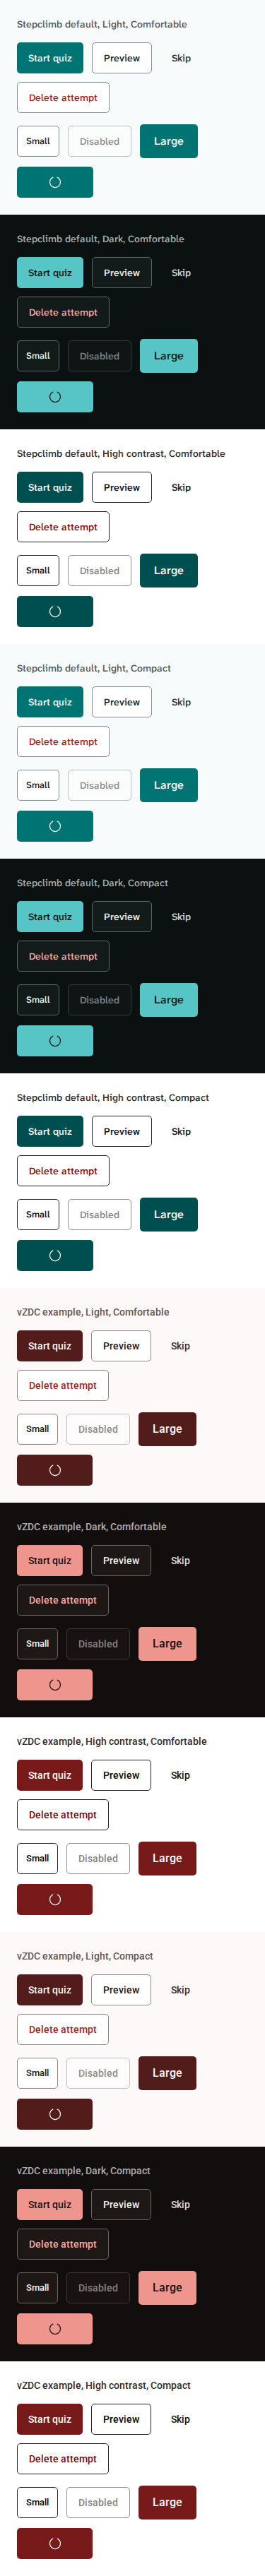 Stepclimb default, Light, Comfortable
Start quiz Preview Skip
Delete attempt
Small Disabled Large
Stepclimb default, Dark, Comfortable
Start quiz Preview Skip
Delete attempt
Small Disabled Large
Stepclimb default, High contrast, Comfortable
Start quiz Preview Skip
Delete attempt
Small Disabled Large
Stepclimb default, Light, Compact
Start quiz Preview Skip
Delete attempt
Small Disabled Large
Stepclimb default, Dark, Compact
Start quiz Preview Skip
Delete attempt
Small Disabled Large
Stepclimb default, High contrast, Compact
Start quiz Preview Skip
Delete attempt
Small Disabled Large
vZDC example, Light, Comfortable
Start quiz Preview Skip
Delete attempt
Small Disabled Large
vZDC example, Dark, Comfortable
Start quiz Preview Skip
Delete attempt
Small Disabled Large
vZDC example, High contrast, Comfortable
Start quiz Preview Skip
Delete attempt
Small Disabled Large
vZDC example, Light, Compact
Start quiz Preview Skip
Delete attempt
Small Disabled Large
vZDC example, Dark, Compact
Start quiz Preview Skip
Delete attempt
Small Disabled Large
vZDC example, High contrast, Compact
Start quiz Preview Skip
Delete attempt
Small Disabled Large